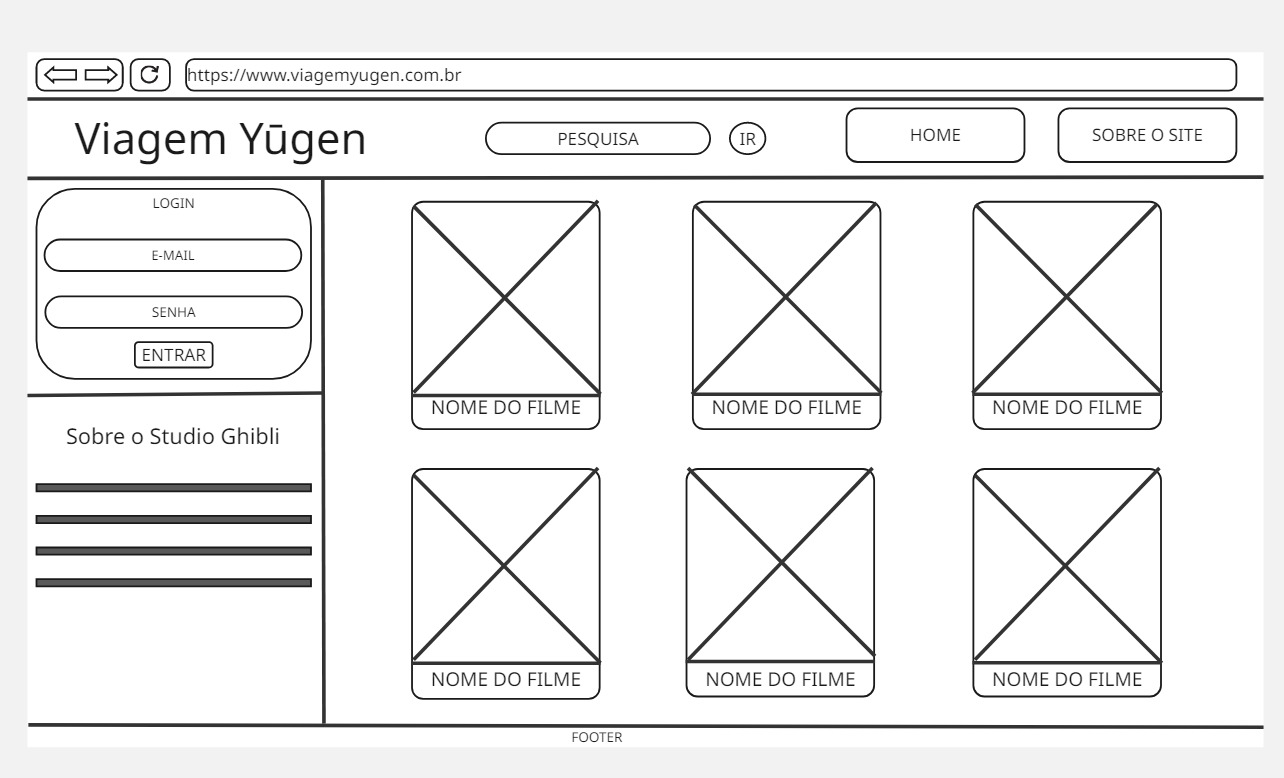 https://www.viagemyugen.com.br
Viagem Yūgen
PESQUISA
IR
HOME
SOBRE O SITE
LOGIN
E-MAIL
SENHA
ENTRAR
Sobre o Studio Ghibli
NOME DO FILME
NOME DO FILME
NOME DO FILME
NOME DO FILME
NOME DO FILME
NOME DO FILME
FOOTER